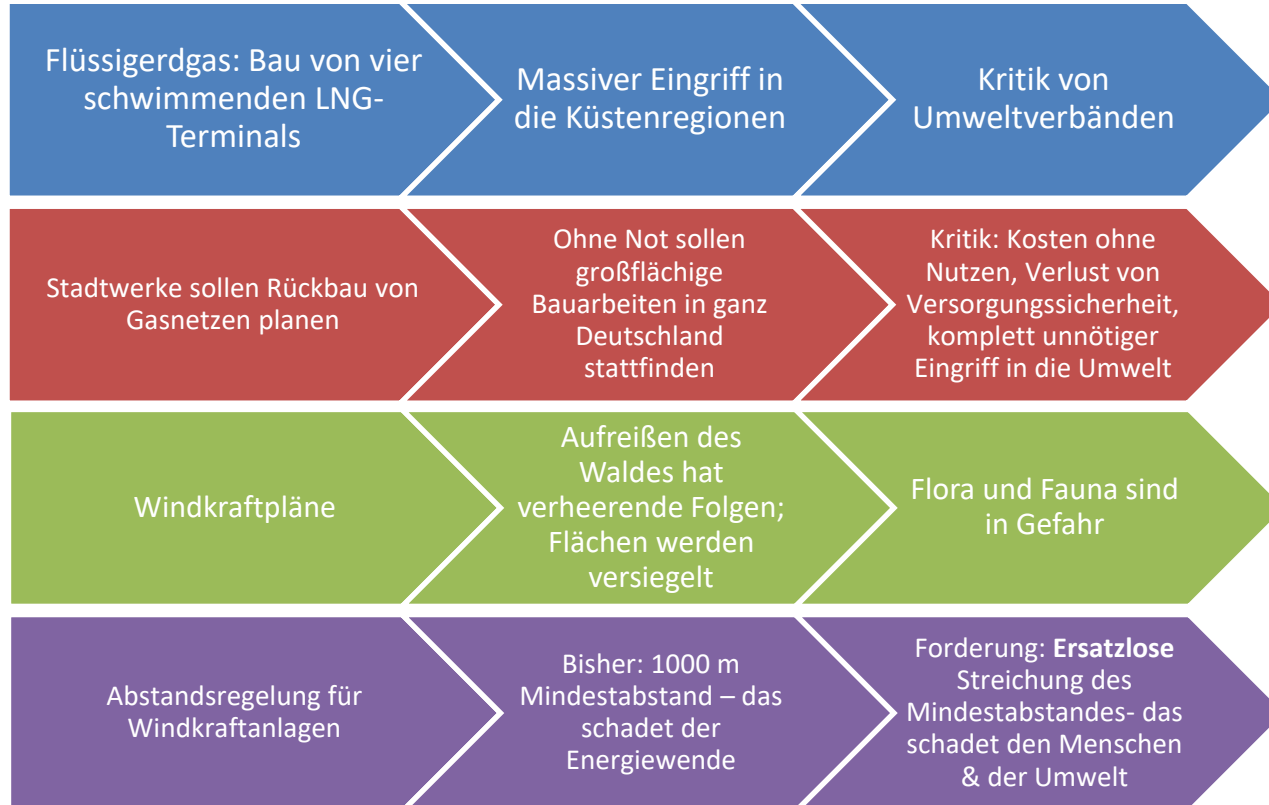 Flüssigerdgas: Bau von vier
schwimmenden LNG-
Terminals
Massiver Eingriff in
die Küstenregionen
Kritik von
Umweltverbänden
Stadtwerke sollen Rückbau von
Gasnetzen planen
Ohne Not sollen
großflächige
Bauarbeiten in ganz
Deutschland
stattfinden
Kritik: Kosten ohne
Nutzen, Verlust von
Versorgungssicherheit,
komplett unnötiger
Eingriff in die Umwelt
Windkraftpläne
Aufreißen des
Waldes hat
verheerende Folgen;
Flächen werden
versiegelt
Flora und Fauna sind
in Gefahr
Abstandsregelung für
Windkraftanlagen
Bisher: 1000 m
Mindestabstand – das
schadet der
Energiewende
Forderung: Ersatzlose
Streichung des
Mindestabstandes- das
schadet den Menschen
& der Umwelt